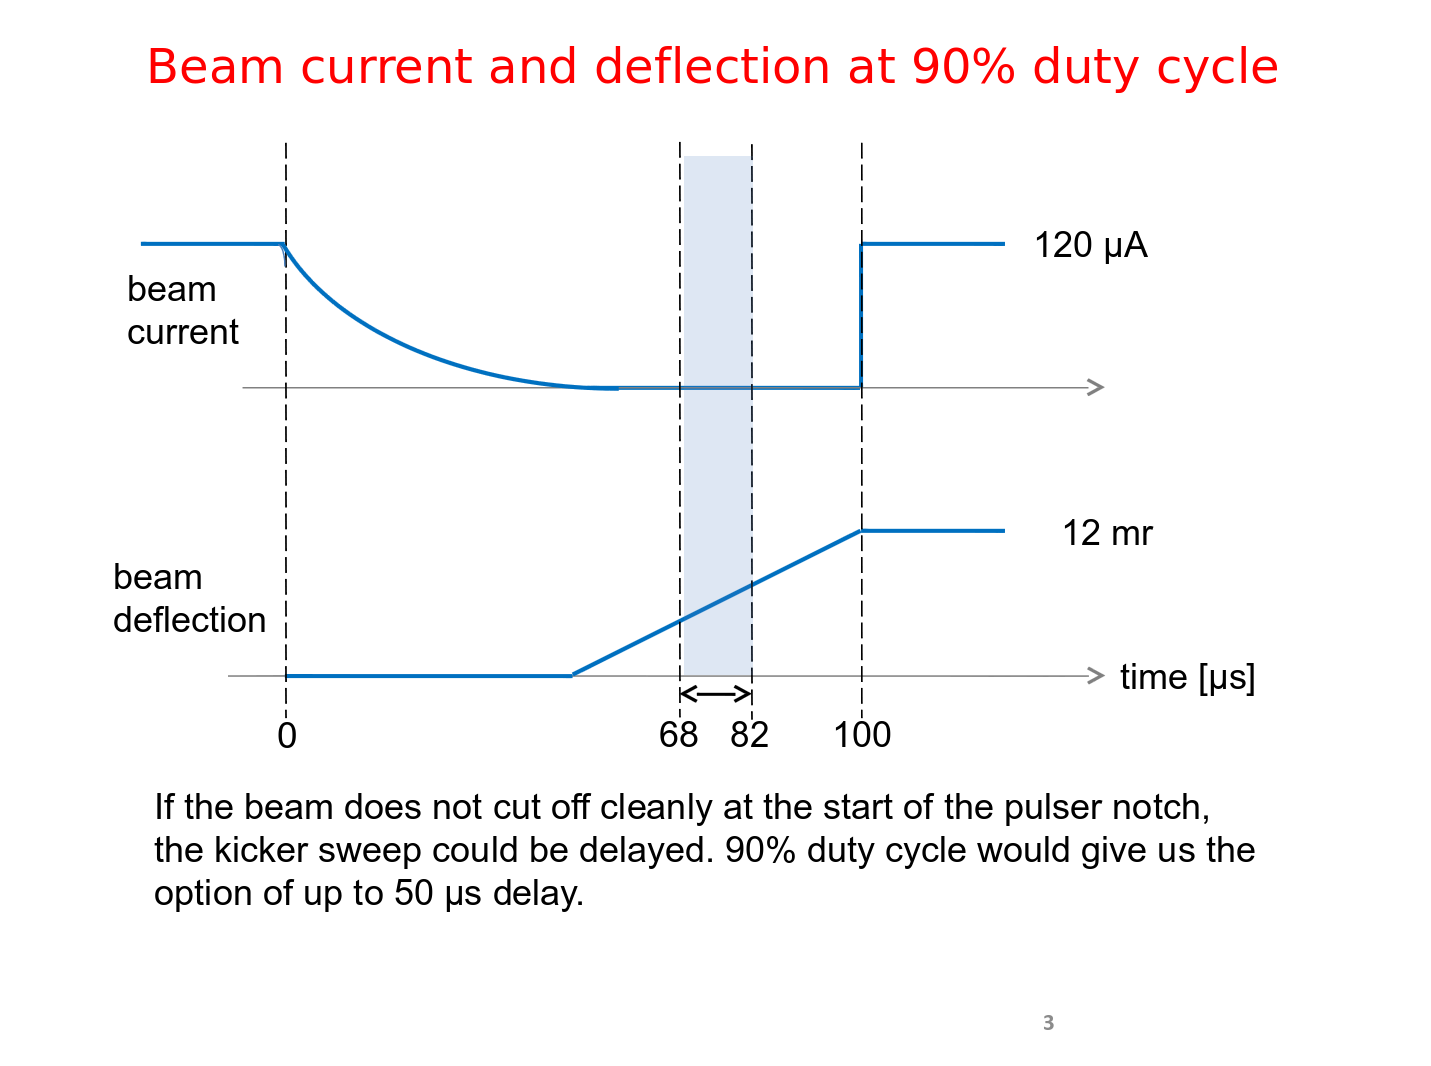 Beam current and deflection at 90% duty cycle
120 µA
beam
current
12 mr
beam
deflection
time [µs]
0
68
82
100
If the beam does not cut off cleanly at the start of the pulser notch,
the kicker sweep could be delayed. 90% duty cycle would give us the
option of up to 50 µs delay.
3